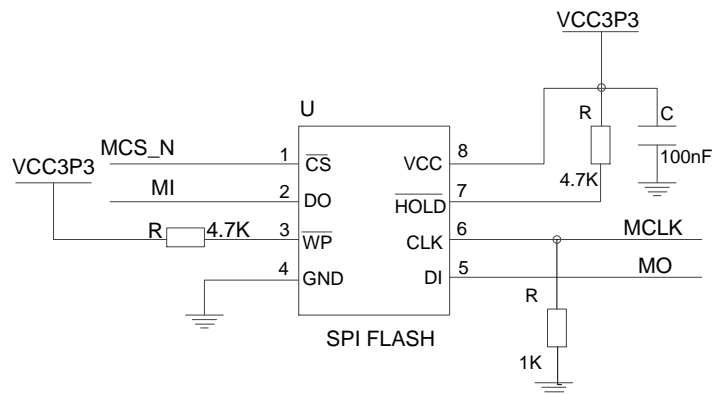 VCC3P3
U
R
C
MCS_N
1
CS
VCC
8
100nF
VCC3P3
4.7K
MI
2
DO
HOLD
7
R
4.7K
3
WP
CLK
6
MCLK
4
GND
DI
5
MO
R
SPI FLASH
1K